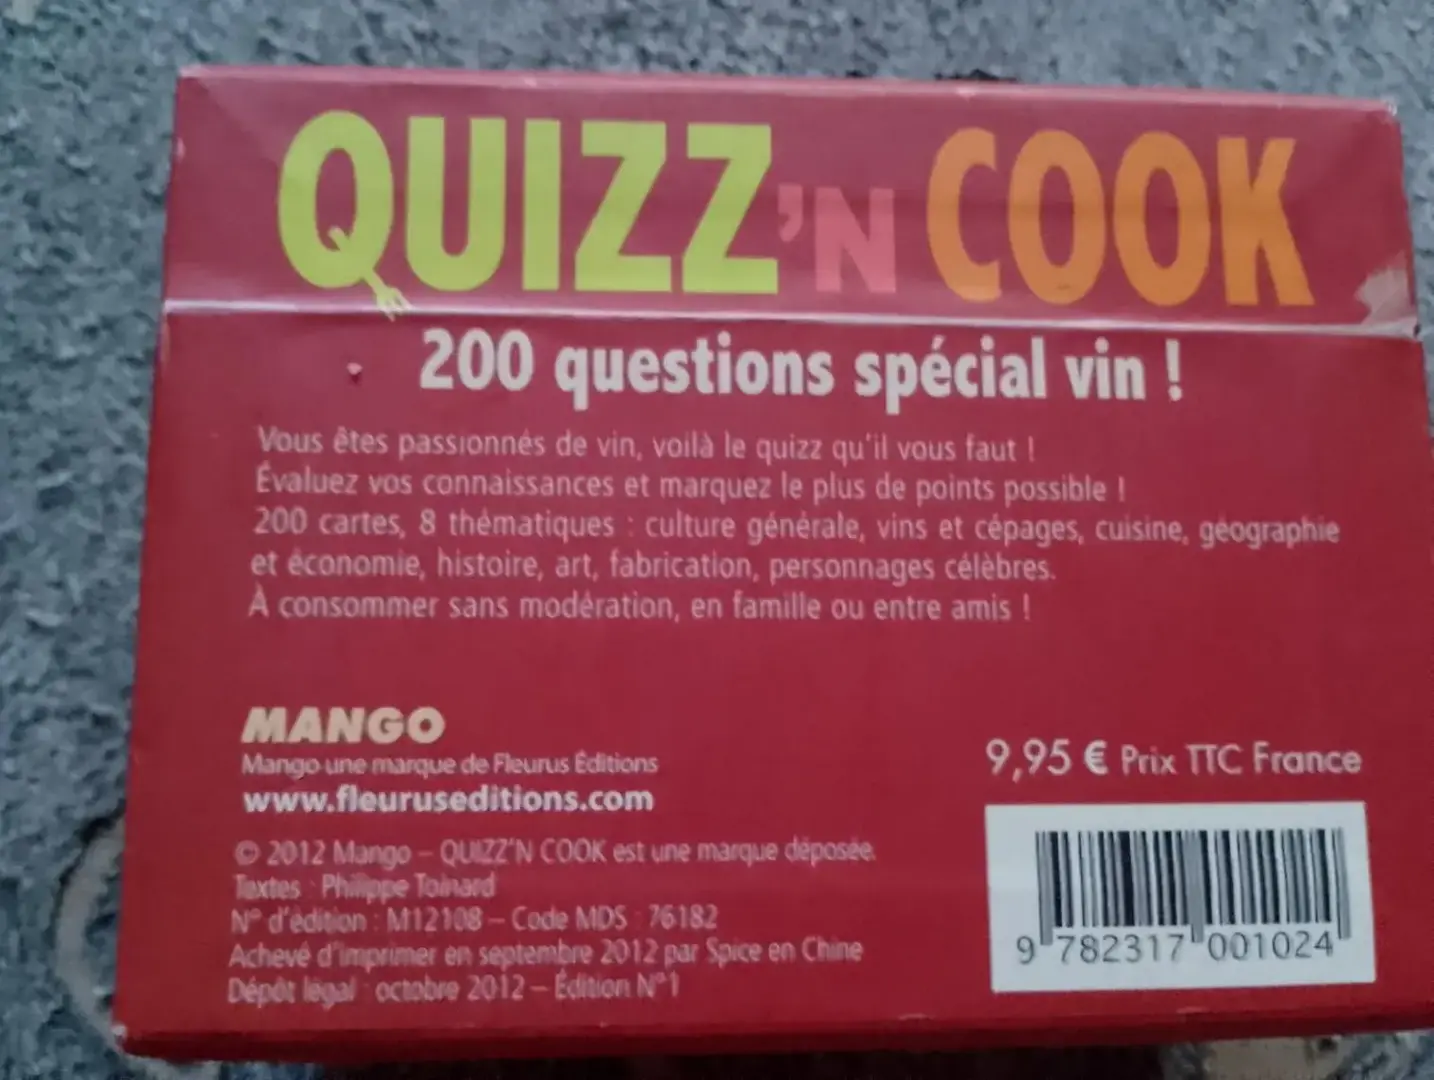 QUIZZ'N COOK
200 questions spécial vin !
Vous êtes passionnés de vin, voilà le quizz qu'il vous faut !
Évaluez vos connaissances et marquez le plus de points possible !
200 cartes, 8 thématiques : culture générale, vins et cépages, cuisine, géographie
et économie, histoire, art, fabrication, personnages célèbres.
À consommer sans modération, en famille ou entre amis !
MANGO
Mango une marque de Fleurus Éditions
www.fleuruseditions.com
9,95 € Prix TTC France
© 2012 Mango – QUIZZ'N COOK est une marque déposée.
Textes : Philippe Toinard
N° d'édition : M12108 – Code MDS : 76182
Achevé d'imprimer en septembre 2012 par Spice en Chine
Dépôt légal : octobre 2012 – Édition N°1
9 782317 001024